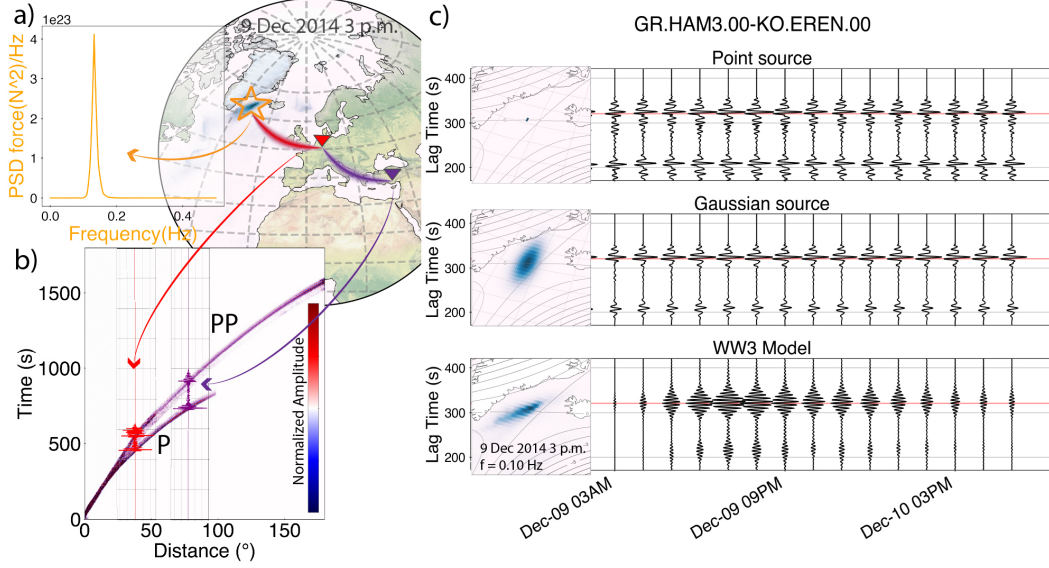 a)
1e23
9 Dec 2014 3 p.m.
PSD force(N^2)/Hz
4
3
2
1
0
0.0
0.2
0.4
Frequency(Hz)
b)
1500
1000
500
0
Time (s)
PP
P
Normalized Amplitude
0
50
100
150
Distance (°)
c)
GR.HAM3.00-KO.EREN.00
Point source
Lag Time (s)
400
300
200
Gaussian source
Lag Time (s)
400
300
200
WW3 Model
Lag Time (s)
400
300
200
9 Dec 2014 3 p.m.
f = 0.10 Hz
Dec-09 03AM
Dec-09 09PM
Dec-10 03PM